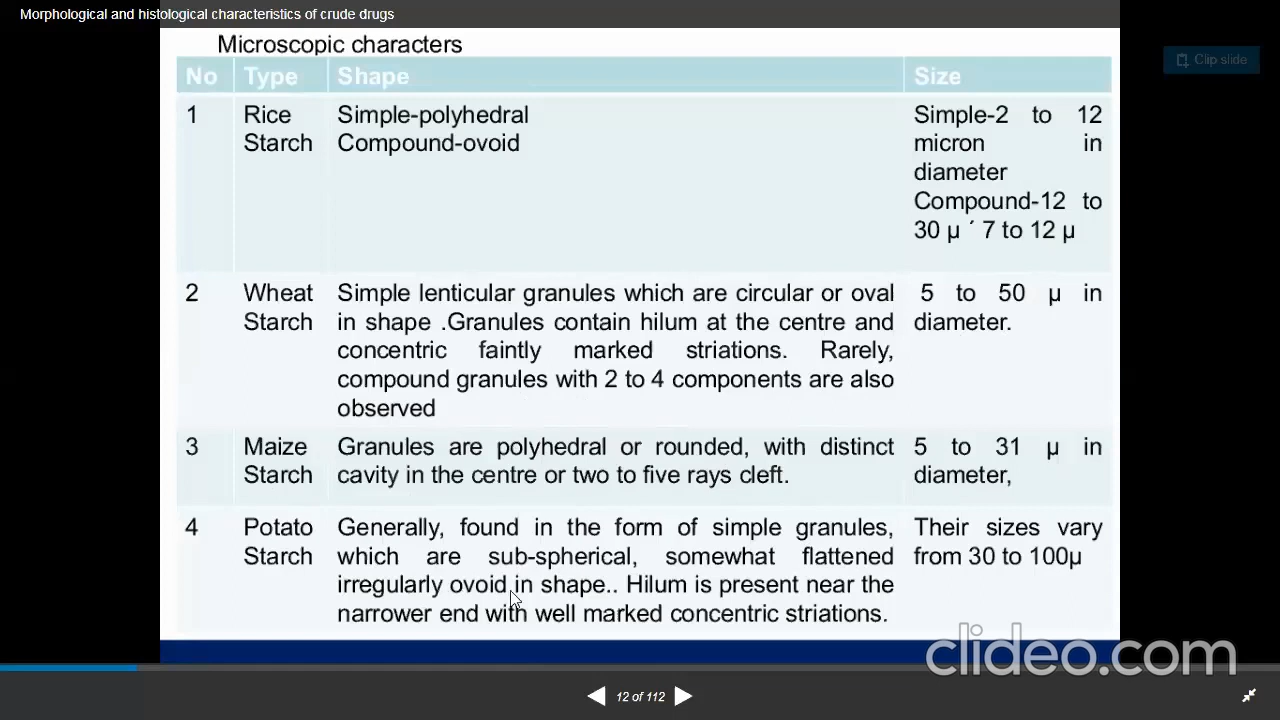 Morphological and histological characteristics of crude drugs
Microscopic characters
No Type Shape Size
1 Rice Starch
Simple-polyhedral
Compound-ovoid
Simple-2 to 12
micron in
diameter
Compound-12 to
30 µ ´ 7 to 12 µ
2 Wheat Starch
Simple lenticular granules which are circular or oval
in shape .Granules contain hilum at the centre and
concentric faintly marked striations. Rarely,
compound granules with 2 to 4 components are also
observed
5 to 50 µ in
diameter.
3 Maize Starch
Granules are polyhedral or rounded, with distinct
cavity in the centre or two to five rays cleft.
5 to 31 µ in
diameter,
4 Potato Starch
Generally, found in the form of simple granules,
which are sub-spherical, somewhat flattened
irregularly ovoid in shape.. Hilum is present near the
narrower end with well marked concentric striations.
Their sizes vary
from 30 to 100µ
Clip slide
clideo.com
12 of 112